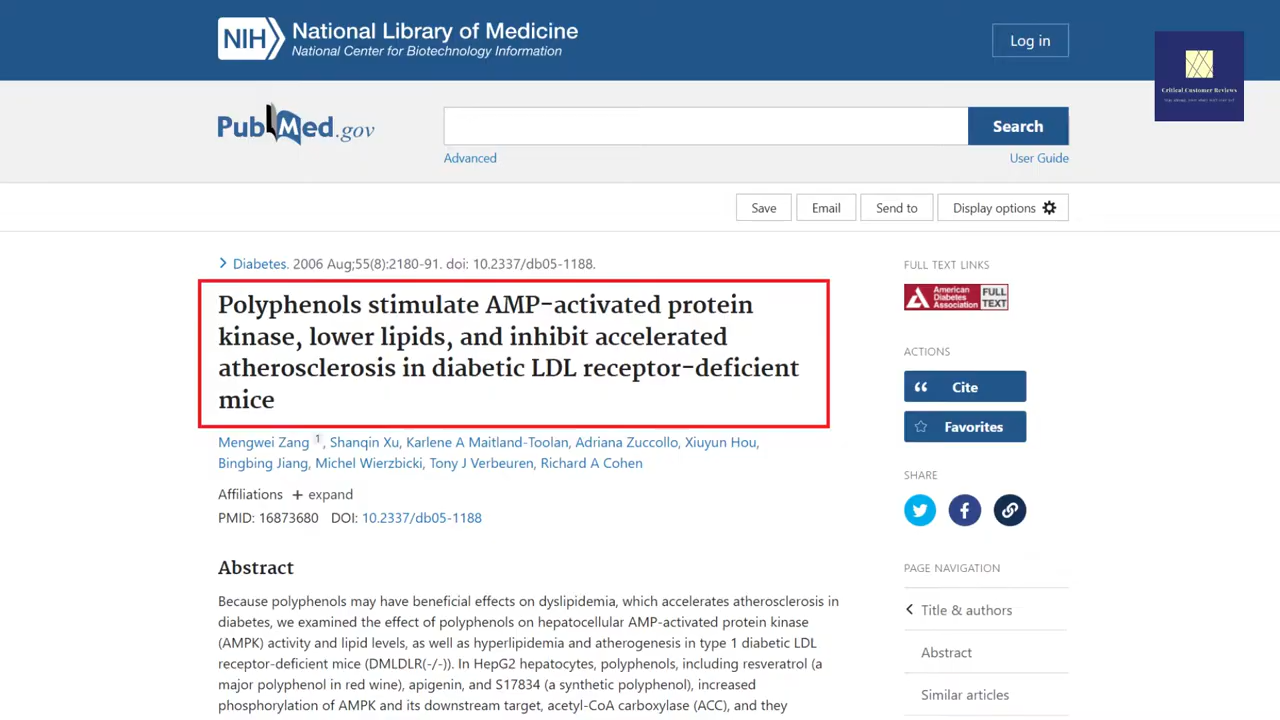 NIH National Library of Medicine
National Center for Biotechnology Information
Log in
Critical Customer Reviews
PubMed.gov
Search
Advanced
User Guide
Save
Email
Send to
Display options
Diabetes. 2006 Aug;55(8):2180-91. doi: 10.2337/db05-1188.
Polyphenols stimulate AMP-activated protein
kinase, lower lipids, and inhibit accelerated
atherosclerosis in diabetic LDL receptor-deficient
mice
Mengwei Zang 1, Shanqin Xu, Karlene A Maitland-Toolan, Adriana Zuccollo, Xiuyun Hou,
Bingbing Jiang, Michel Wierzbicki, Tony J Verbeuren, Richard A Cohen
Affiliations + expand
PMID: 16873680 DOI: 10.2337/db05-1188
Abstract
Because polyphenols may have beneficial effects on dyslipidemia, which accelerates atherosclerosis in
diabetes, we examined the effect of polyphenols on hepatocellular AMP-activated protein kinase
(AMPK) activity and lipid levels, as well as hyperlipidemia and atherogenesis in type 1 diabetic LDL
receptor-deficient mice (DMLDLR(-/-)). In HepG2 hepatocytes, polyphenols, including resveratrol (a
major polyphenol in red wine), apigenin, and S17834 (a synthetic polyphenol), increased
phosphorylation of AMPK and its downstream target, acetyl-CoA carboxylase (ACC), and they
FULL TEXT LINKS
American
Diabetes
Association
FULL
TEXT
ACTIONS
Cite
Favorites
SHARE
PAGE NAVIGATION
Title & authors
Abstract
Similar articles